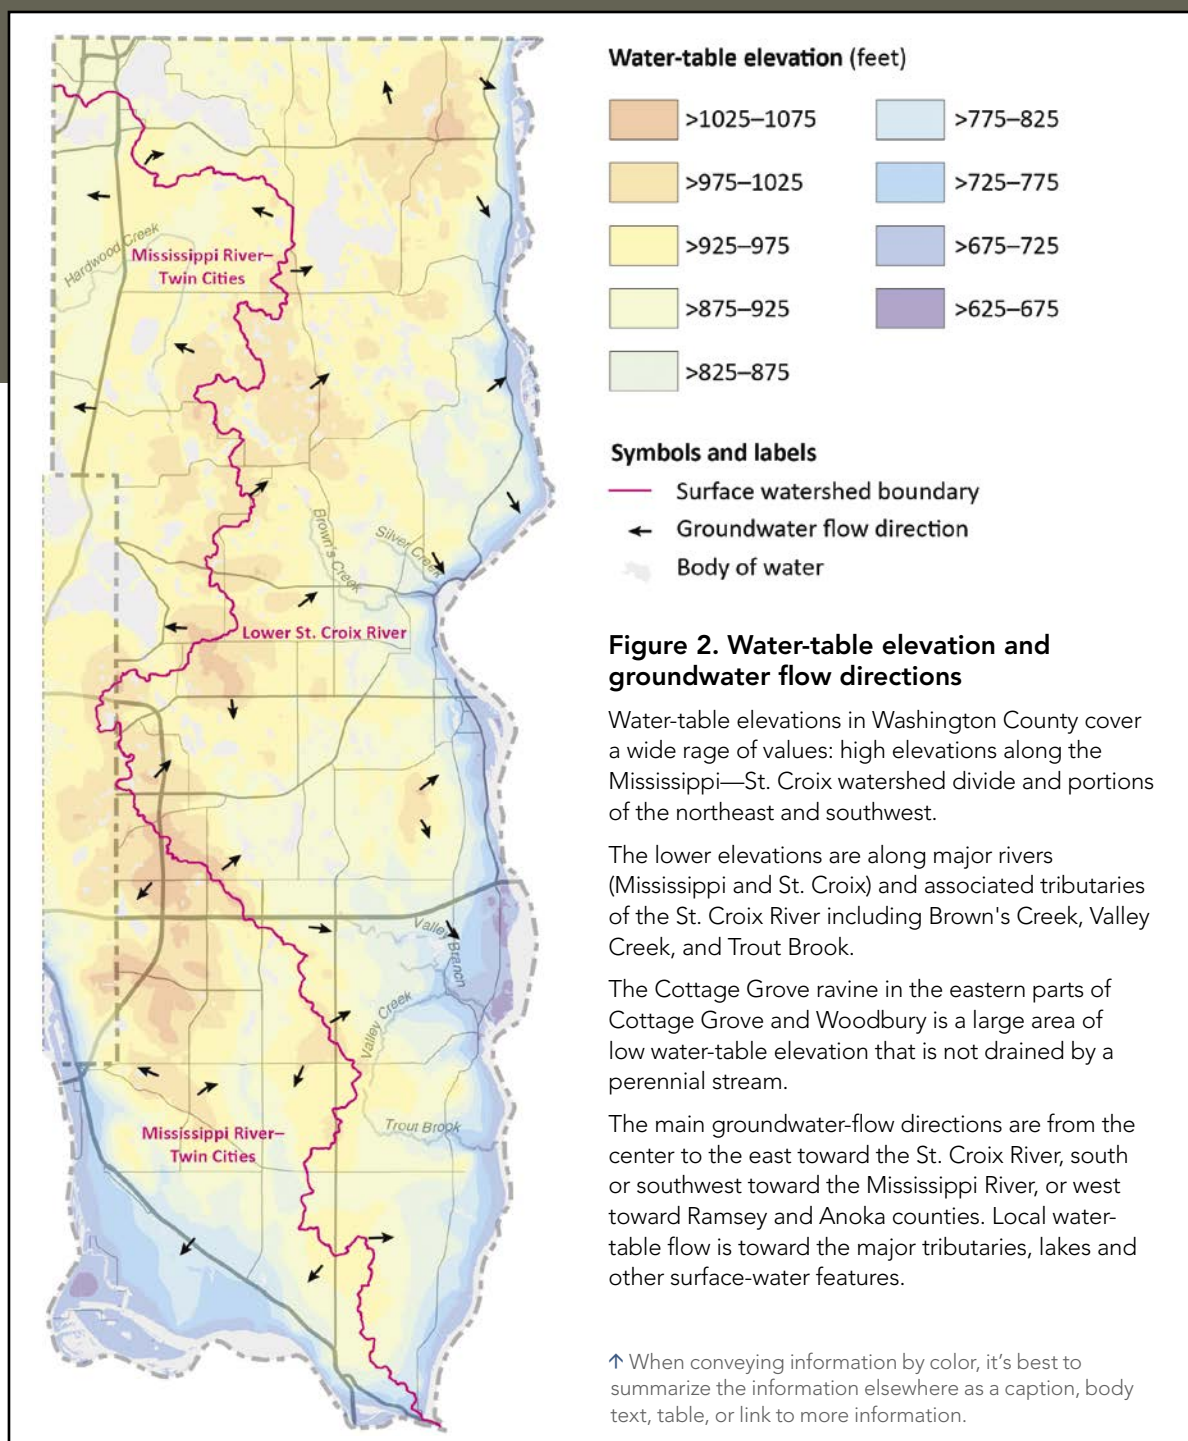 Water-table elevation (feet)
>1025–1075
>975–1025
>925–975
>875–925
>825–875
>775–825
>725–775
>675–725
>625–675
Symbols and labels
Surface watershed boundary
Groundwater flow direction
Body of water
Hardwood Creek
Mississippi River–
Twin Cities
Brown's Creek
Silver Creek
Lower St. Croix River
Valley Branch
Valley Creek
Trout Brook
Mississippi River–
Twin Cities
Figure 2. Water-table elevation and
groundwater flow directions
Water-table elevations in Washington County cover
a wide rage of values: high elevations along the
Mississippi—St. Croix watershed divide and portions
of the northeast and southwest.
The lower elevations are along major rivers
(Mississippi and St. Croix) and associated tributaries
of the St. Croix River including Brown's Creek, Valley
Creek, and Trout Brook.
The Cottage Grove ravine in the eastern parts of
Cottage Grove and Woodbury is a large area of
low water-table elevation that is not drained by a
perennial stream.
The main groundwater-flow directions are from the
center to the east toward the St. Croix River, south
or southwest toward the Mississippi River, or west
toward Ramsey and Anoka counties. Local water-
table flow is toward the major tributaries, lakes and
other surface-water features.
↑ When conveying information by color, it's best to
summarize the information elsewhere as a caption, body
text, table, or link to more information.